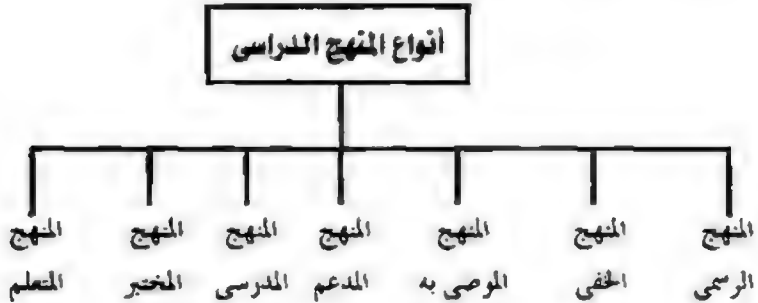 أنواع المنهج الدراسى
المنهج المنهج المنهج المنهج المنهج المنهج المنهج
الرسمى الخفى الموصى به المدعم المدرسى المختبر المتعلم